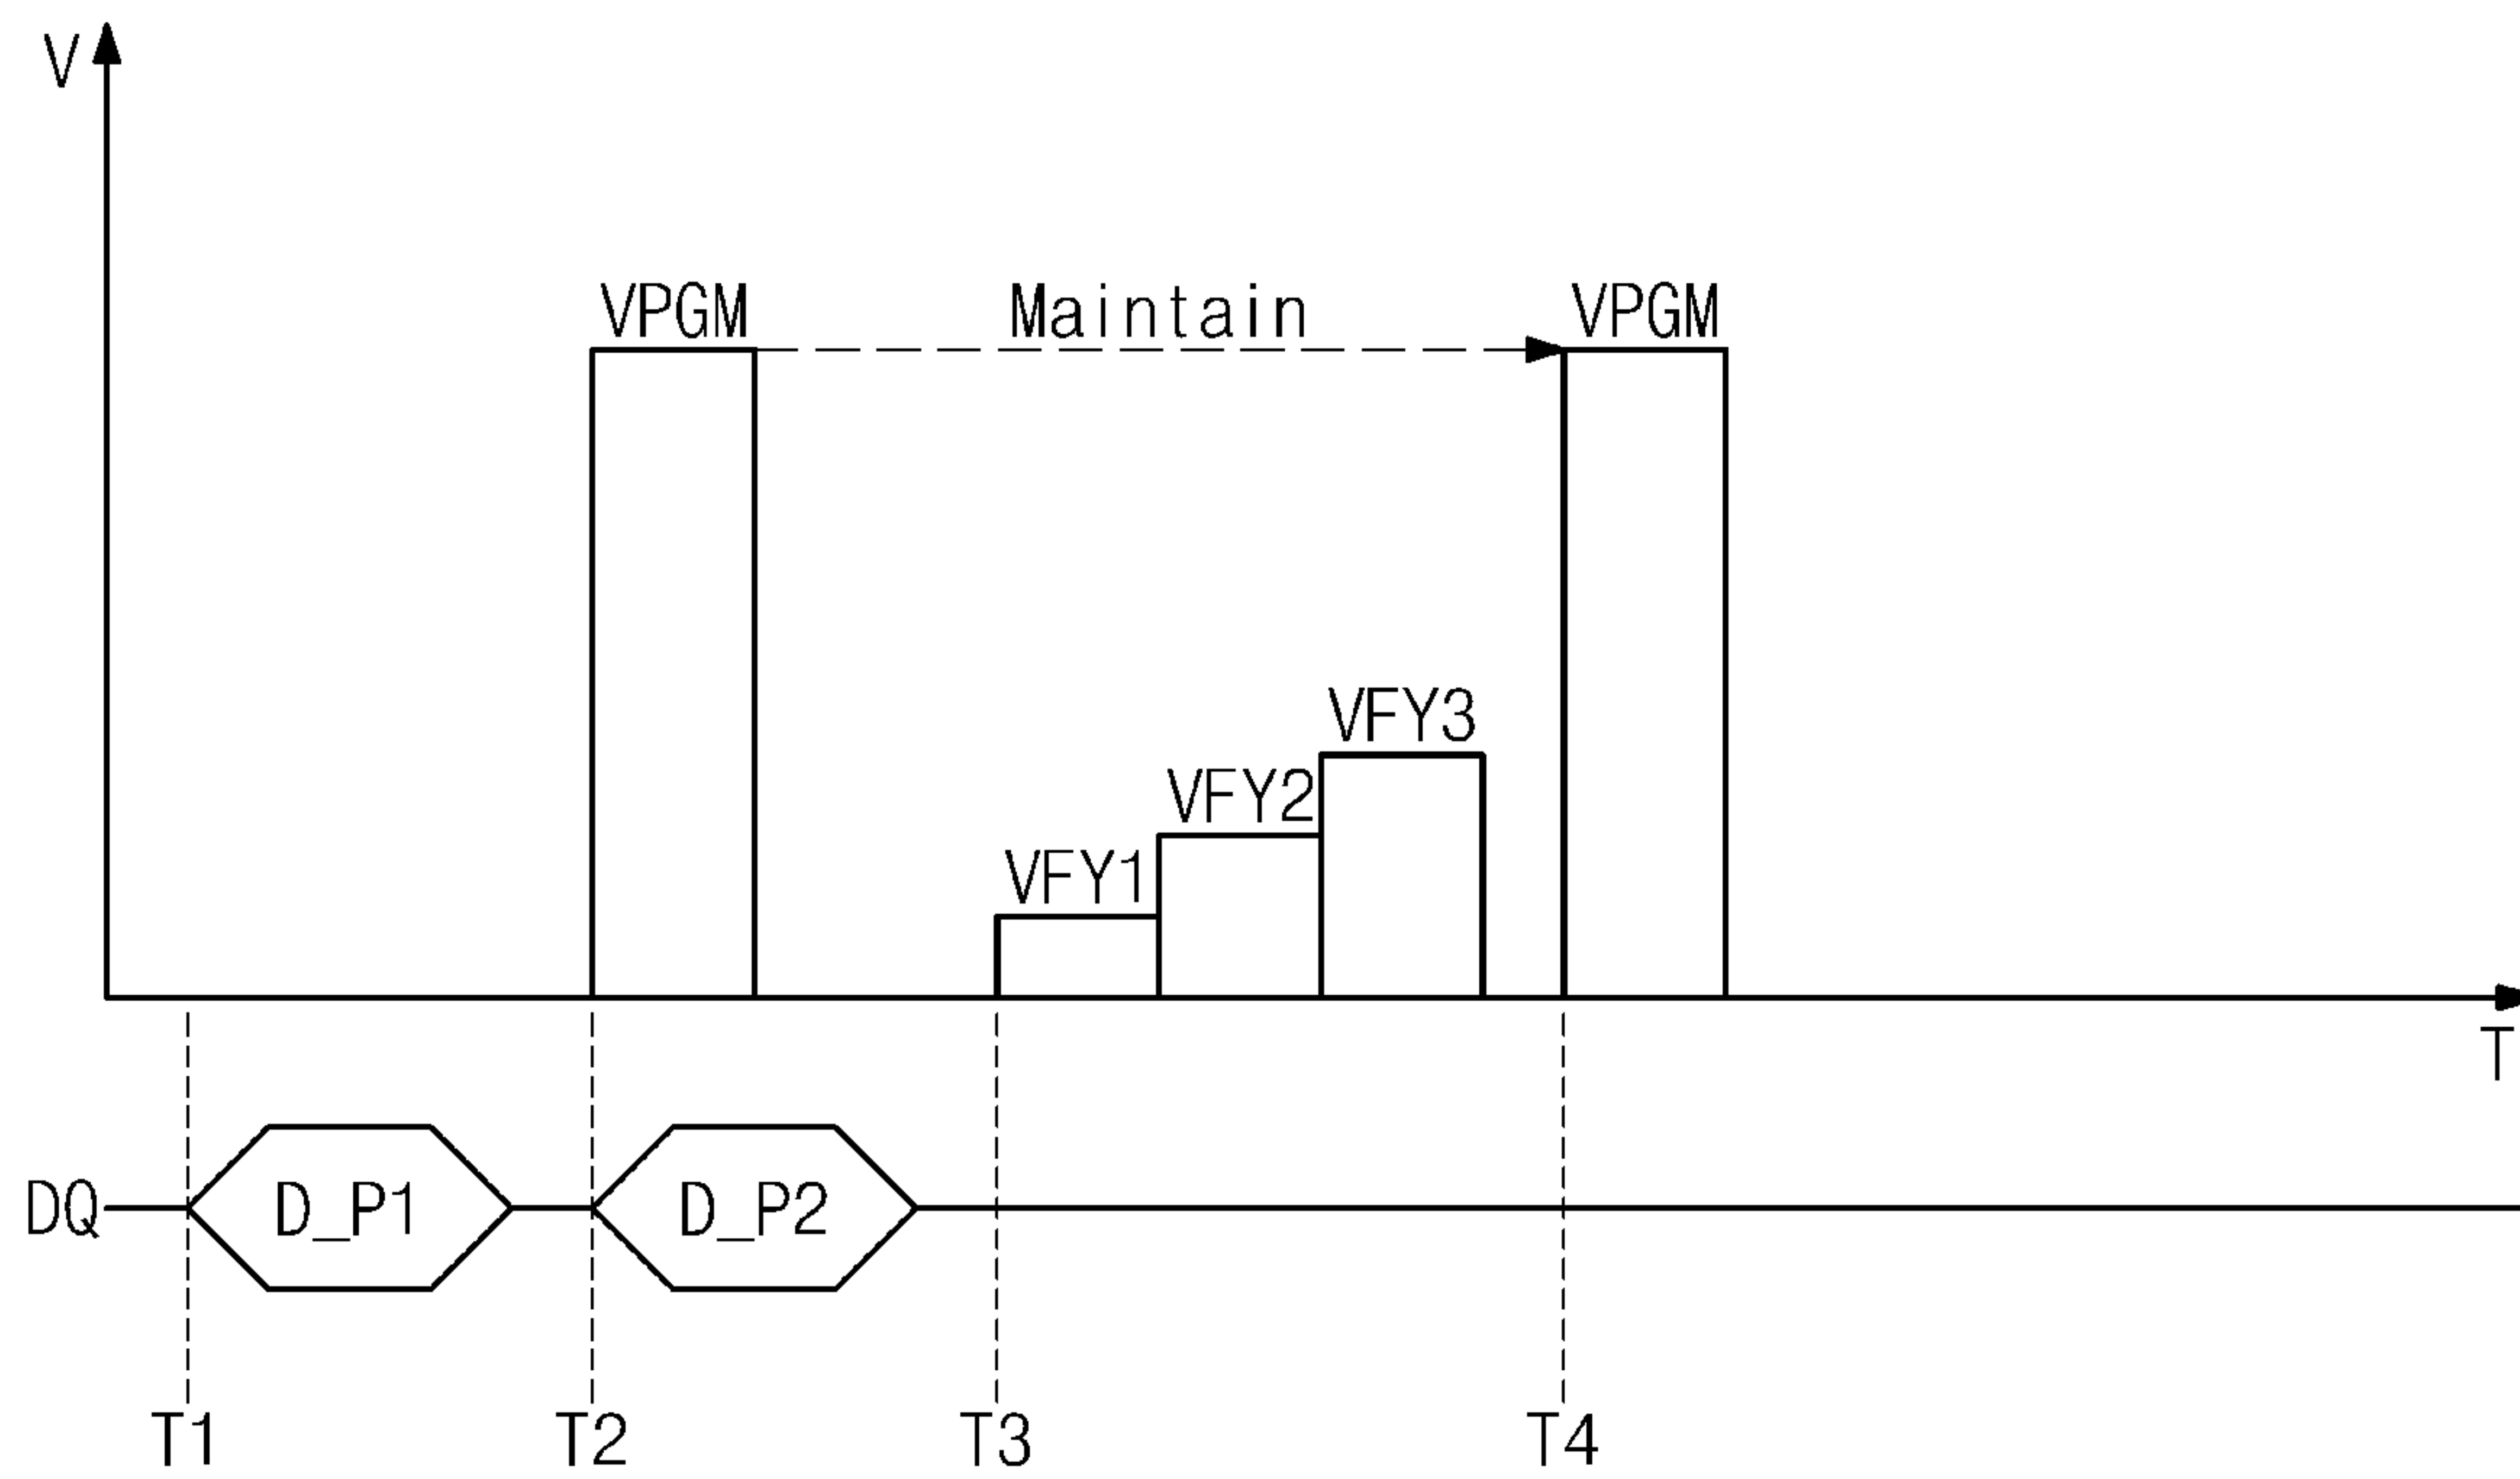 V
VPGM
Maintain
VPGM
VFY3
VFY2
VFY1
T
DQ
D_P1
D_P2
T1
T2
T3
T4